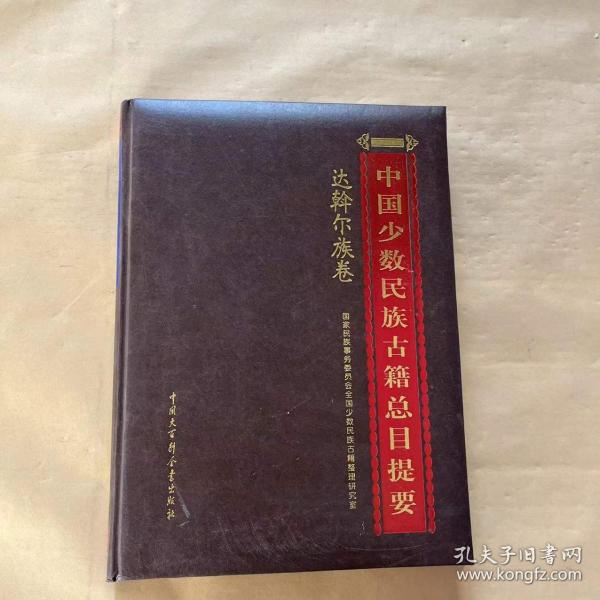 中国少数民族古籍总目提要
达斡尔族卷
国家民族事务委员会全国少数民族古籍整理研究室
中国大百科全书出版社
孔夫子旧书网
www.kongfz.com